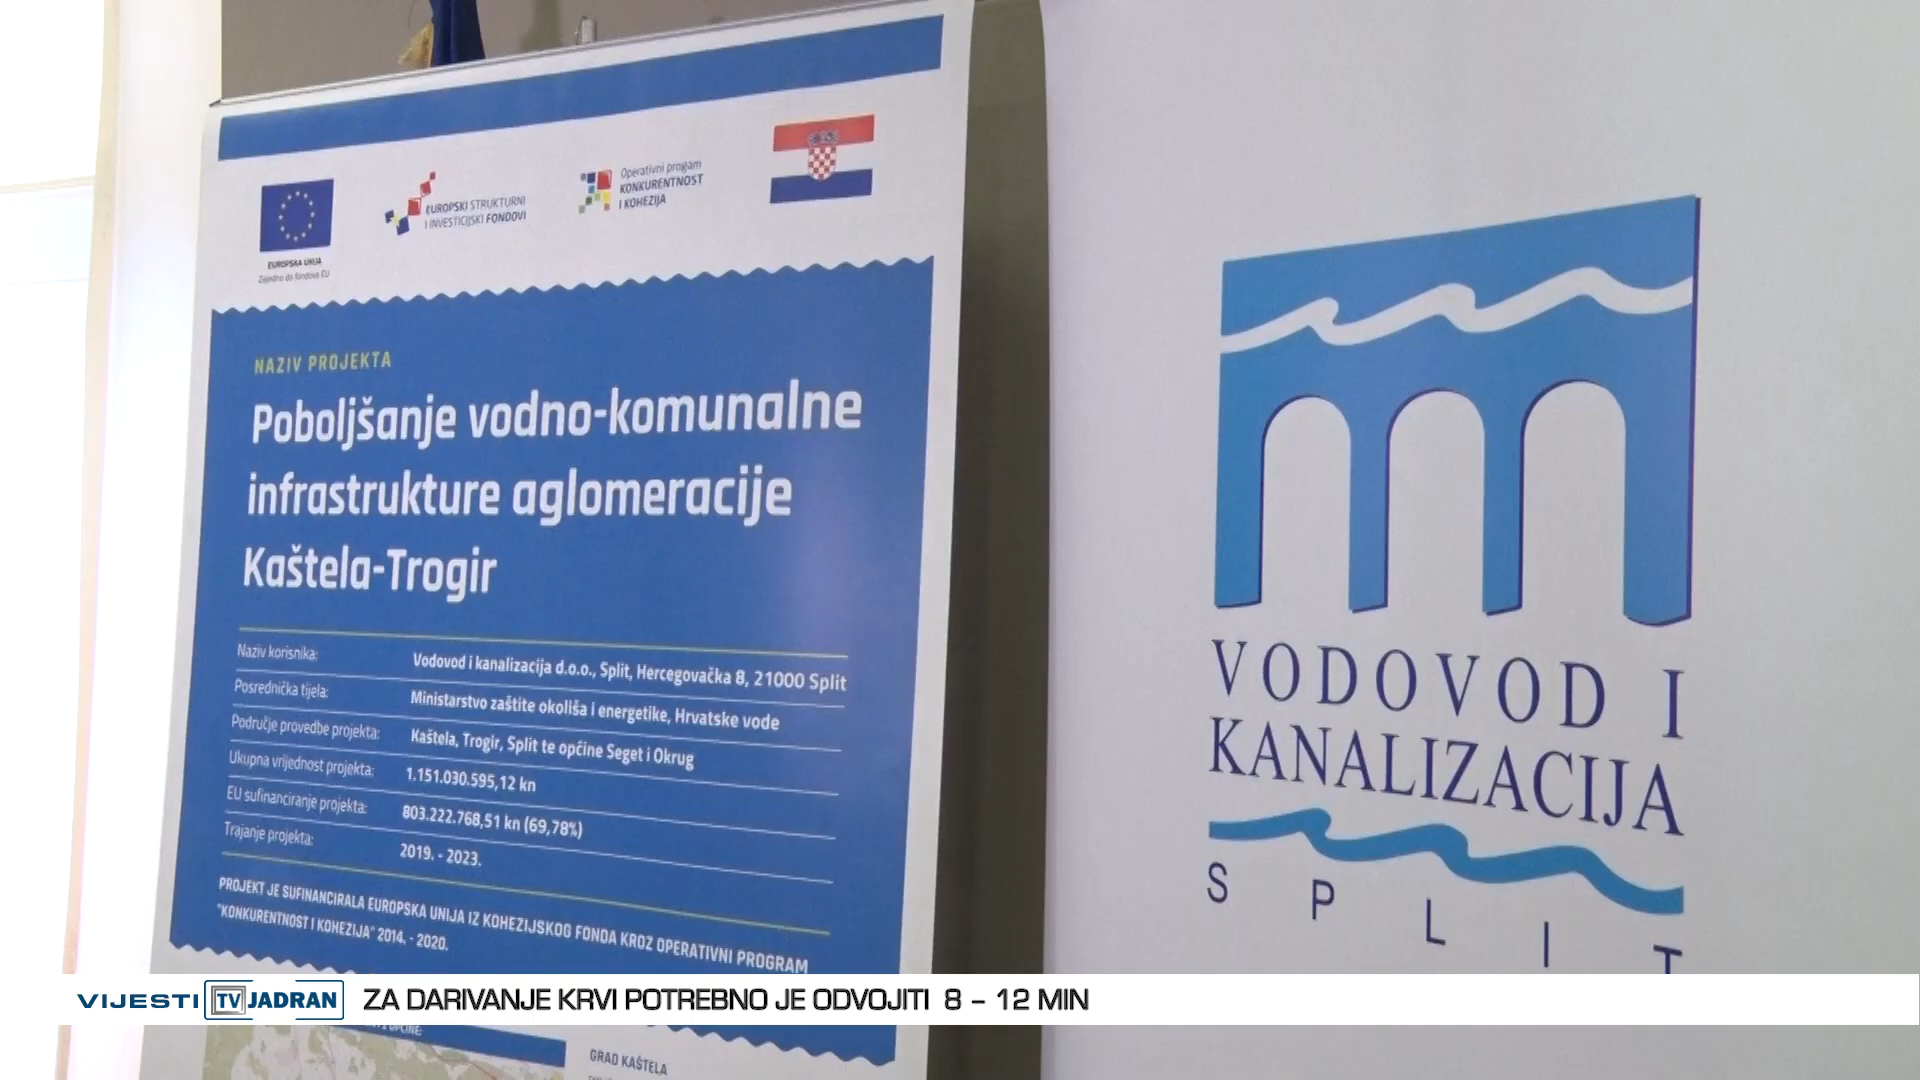 EUROPSKA UNIJA
Zajedno do fondova EU
EUROPSKI STRUKTURNI
I INVESTICIJSKI FONDOVI
Operativni progam
KONKURENTNOST
I KOHEZIJA
NAZIV PROJEKTA
Poboljšanje vodno-komunalne
infrastrukture aglomeracije
Kaštela-Trogir
Naziv korisnika: Vodovod i kanalizacija d.o.o., Split, Hercegovačka 8, 21000 Split
Posrednička tijela: Ministarstvo zaštite okoliša i energetike, Hrvatske vode
Područje provedbe projekta: Kaštela, Trogir, Split te općine Seget i Okrug
Ukupna vrijednost projekta: 1.151.030.595,12 kn
EU sufinanciranje projekta: 803.222.768,51 kn (69,78%)
Trajanje projekta: 2019. - 2023.
PROJEKT JE SUFINANCIRALA EUROPSKA UNIJA IZ KOHEZIJSKOG FONDA KROZ OPERATIVNI PROGRAM
"KONKURENTNOST I KOHEZIJA" 2014. - 2020.
GRAD KAŠTELA
VODOVOD I
KANALIZACIJA
SPLIT
VIJESTI TV JADRAN ZA DARIVANJE KRVI POTREBNO JE ODVOJITI 8 – 12 MIN